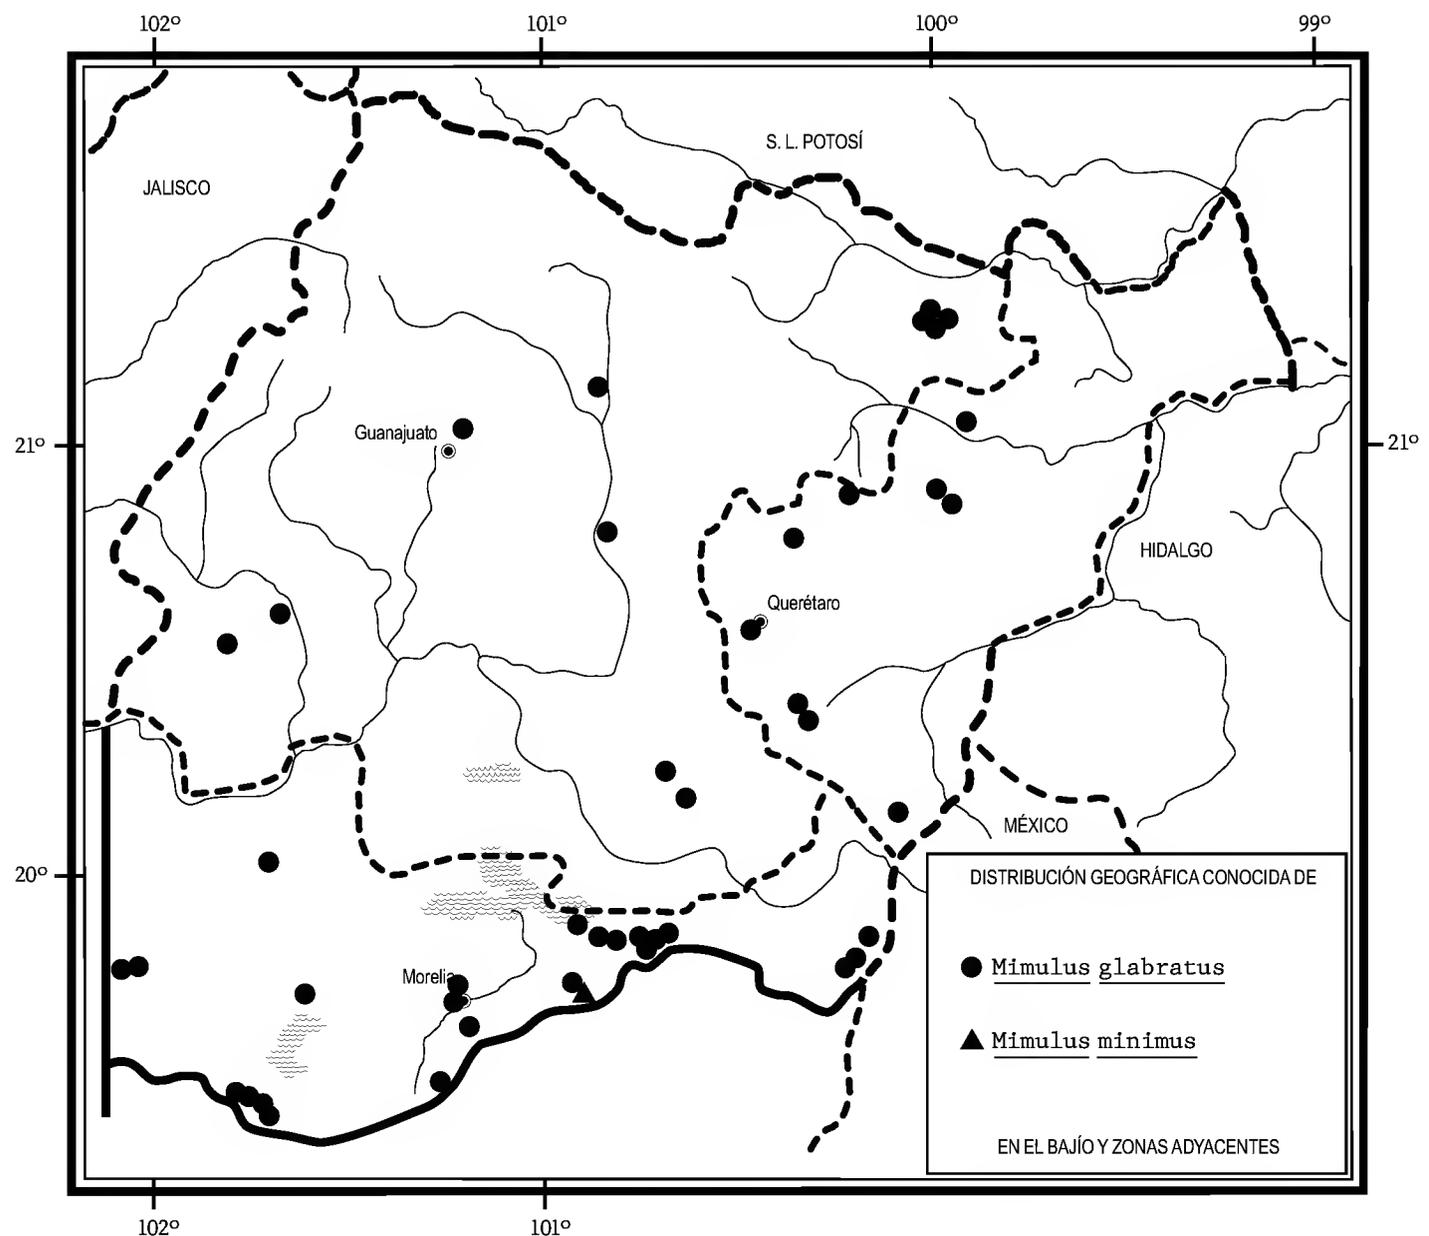 102º 101º 100º 99º
S. L. POTOSÍ
JALISCO
Guanajuato
21º 21º
HIDALGO
Querétaro
MÉXICO
20º
DISTRIBUCIÓN GEOGRÁFICA CONOCIDA DE
Mimulus glabratus
Morelia
Mimulus minimus
EN EL BAJÍO Y ZONAS ADYACENTES
102º 101º